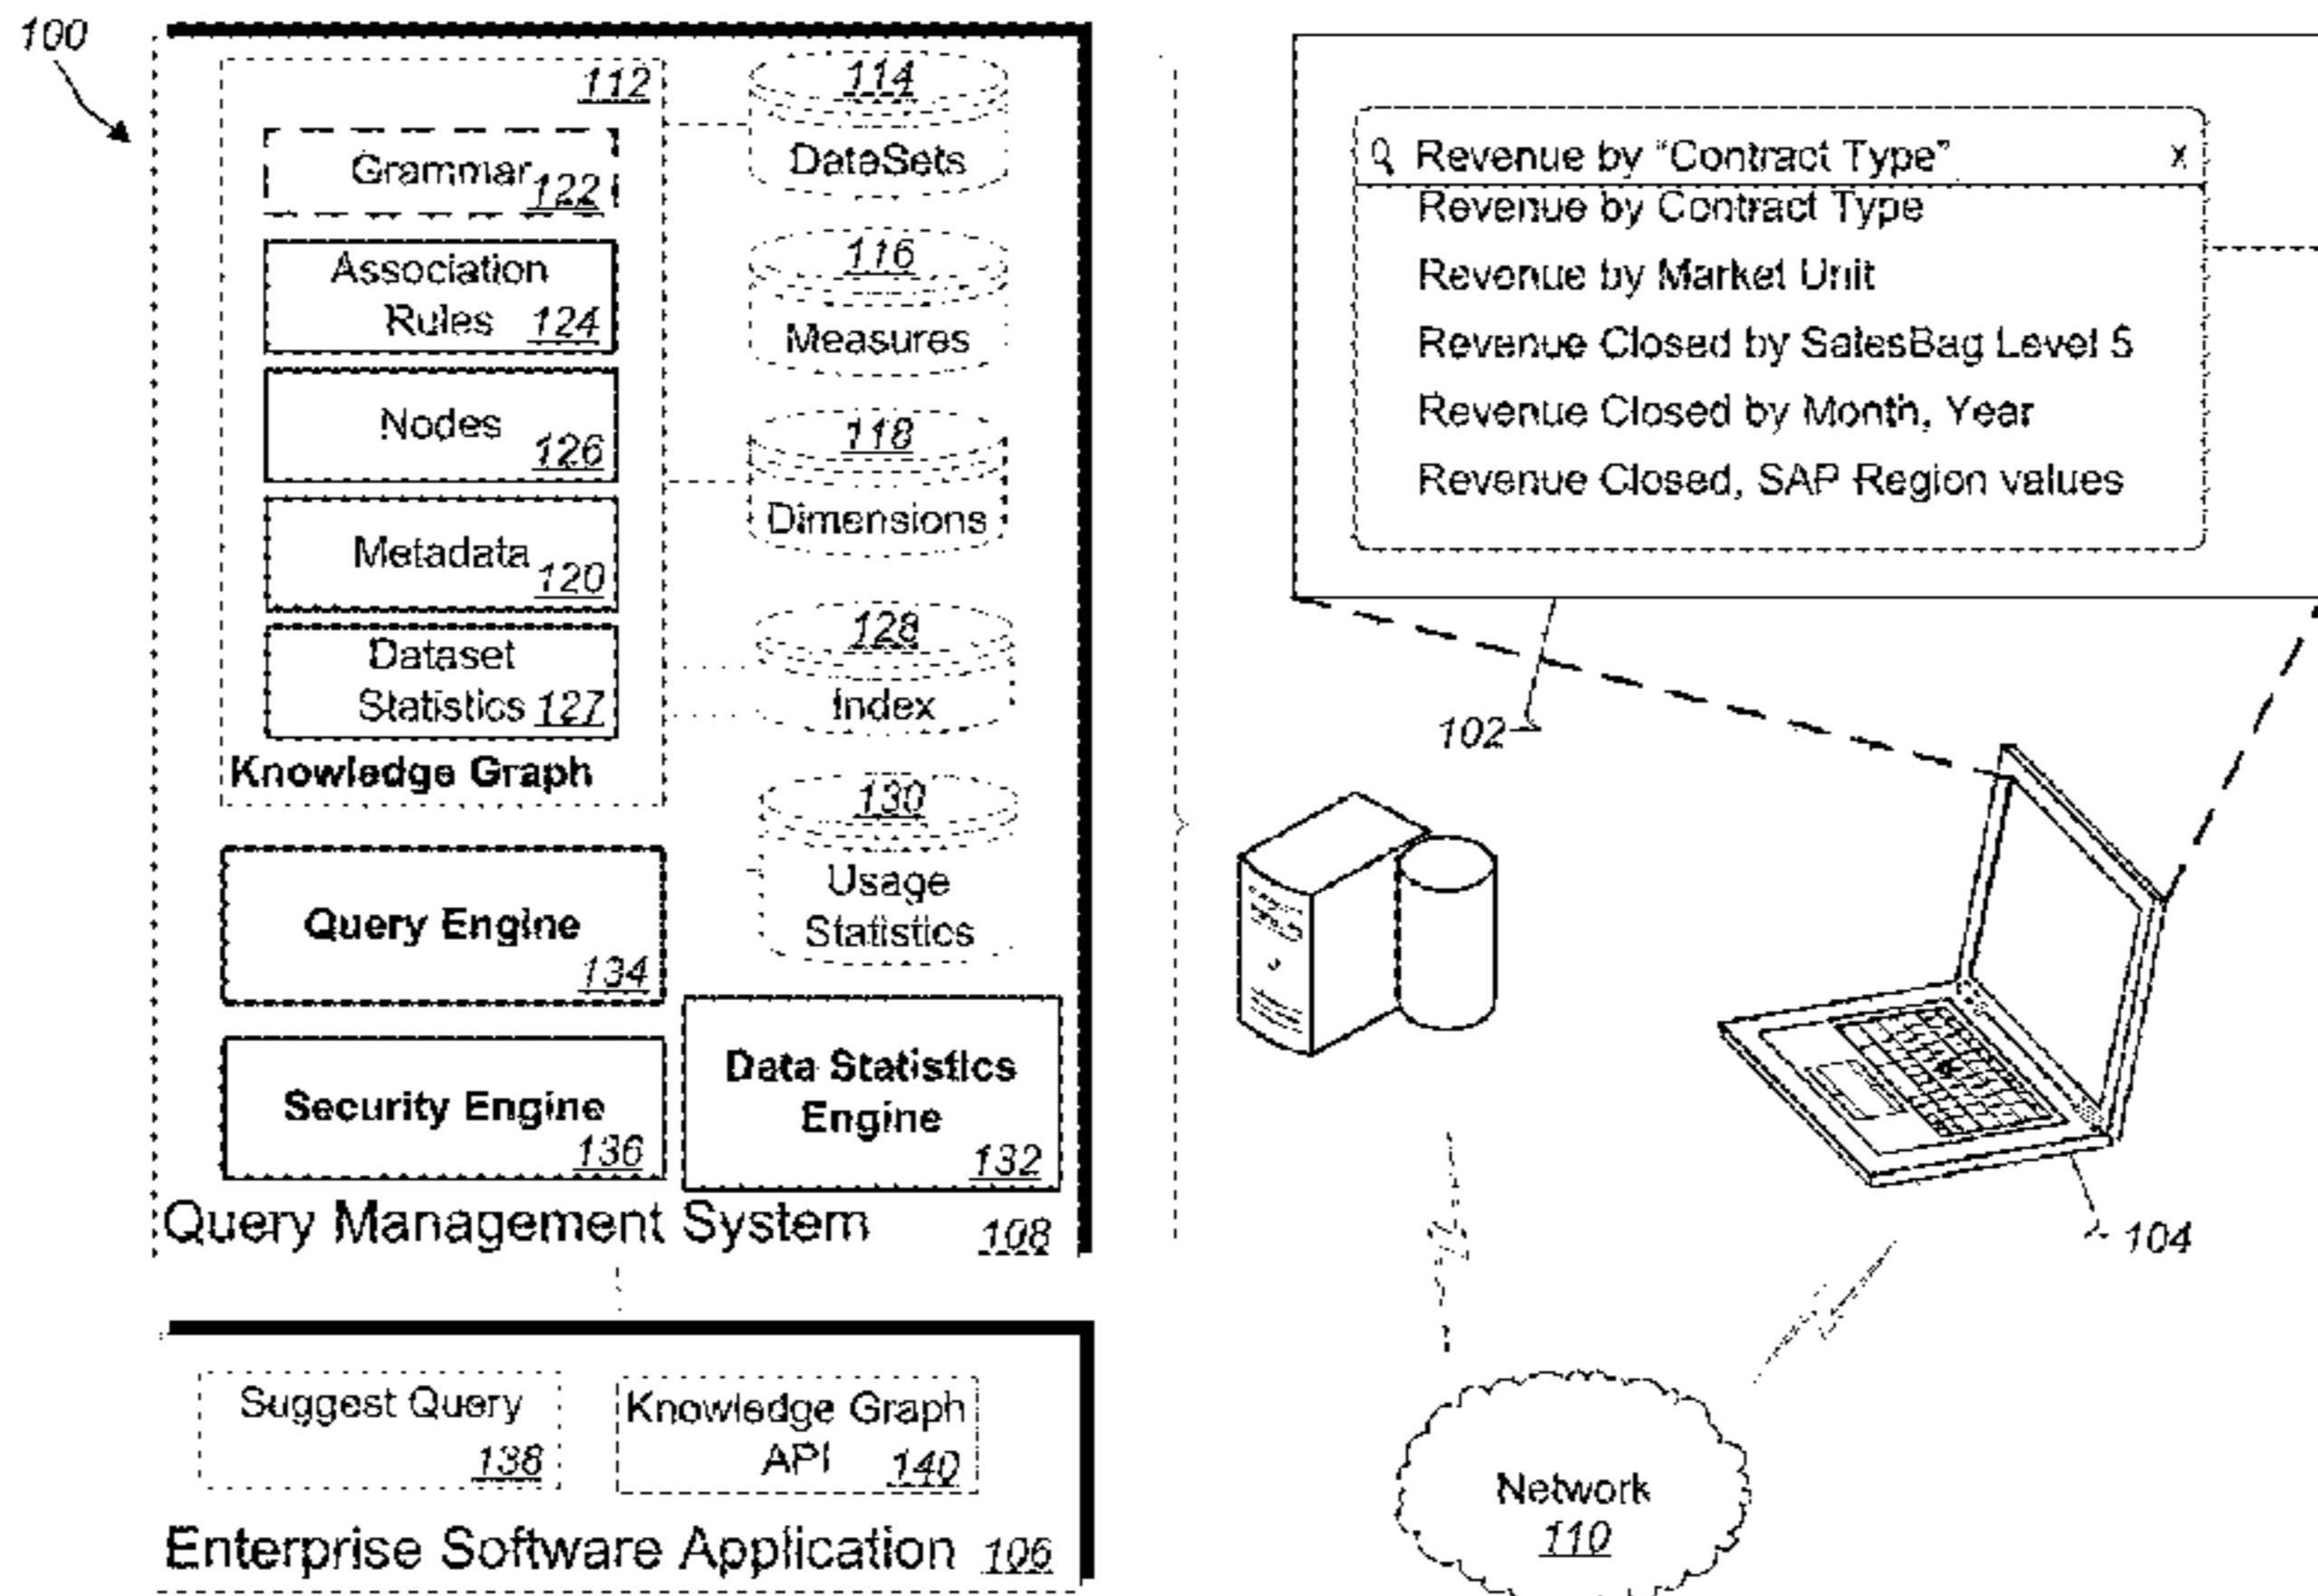 100
112
Grammar 122
Association
Rules 124
Nodes
126
Metadata
120
Dataset
Statistics 127
Knowledge Graph
114
DataSets
116
Measures
118
Dimensions
128
Index
130
Usage
Statistics
Query Engine
134
Security Engine
136
Data Statistics
Engine
132
Query Management System 108
Suggest Query
138
Knowledge Graph
API 140
Enterprise Software Application 106
Revenue by “Contract Type” x
Revenue by Contract Type
Revenue by Market Unit
Revenue Closed by SalesBag Level 5
Revenue Closed by Month, Year
Revenue Closed, SAP Region values
102
104
Network
110